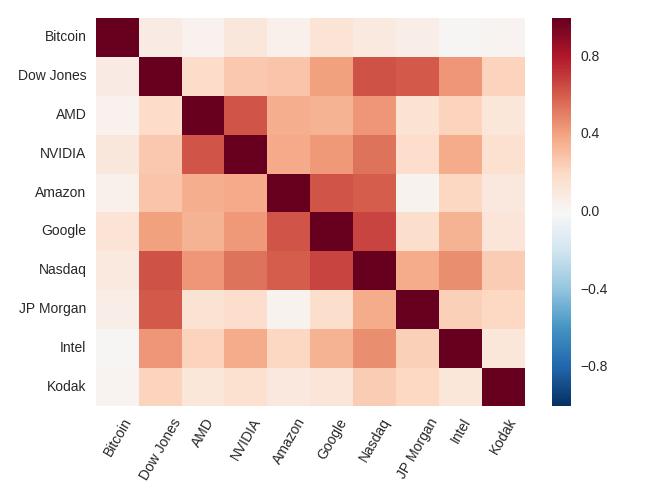 Bitcoin
Dow Jones
AMD
NVIDIA
Amazon
Google
Nasdaq
JP Morgan
Intel
Kodak
Bitcoin
Dow Jones
AMD
NVIDIA
Amazon
Google
Nasdaq
JP Morgan
Intel
Kodak
0.8
0.4
0.0
−0.4
−0.8